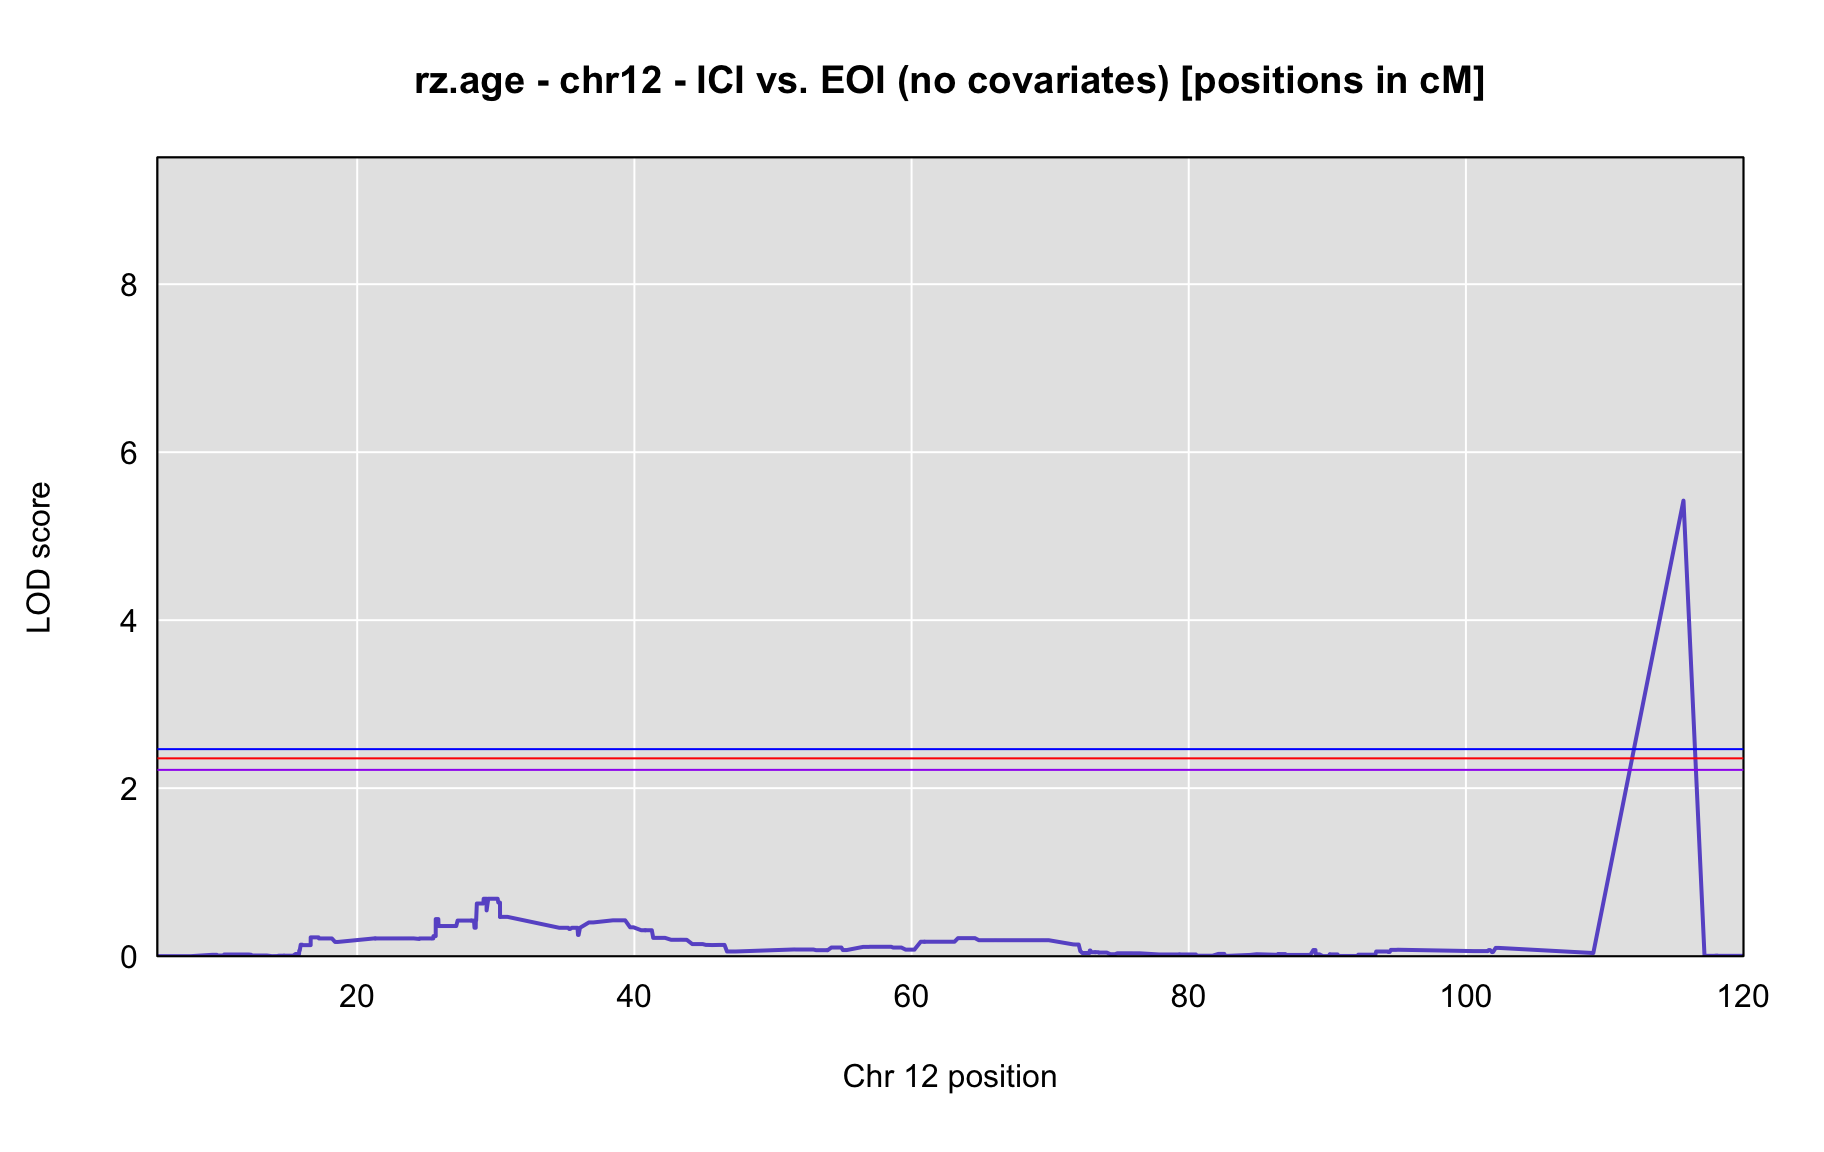 rz.age - chr12 - ICI vs. EOI (no covariates) [positions in cM]
8
6
4
2
0
LOD score
20 40 60 80 100 120
Chr 12 position